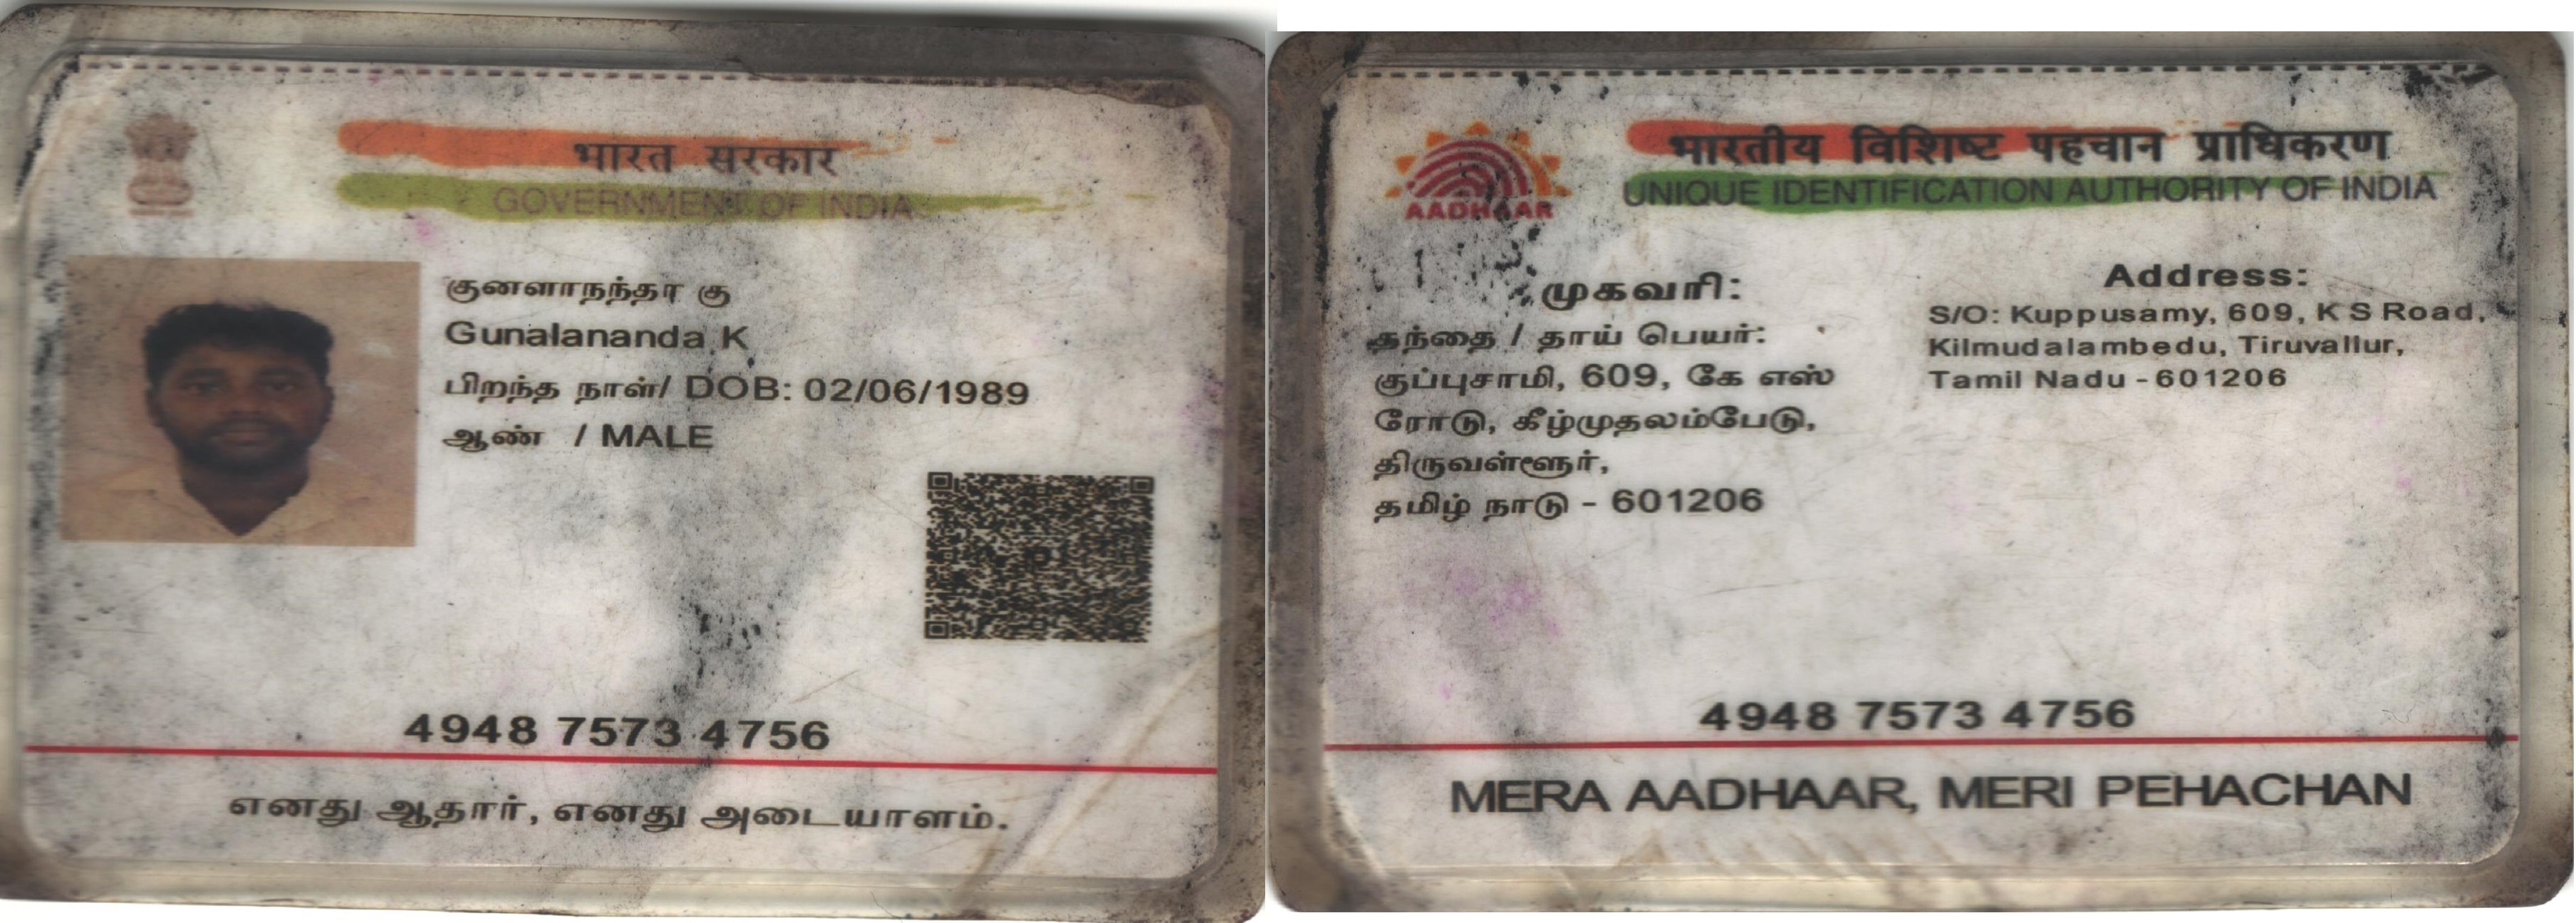 भारत सरकार
GOVERNMENT OF INDIA
குனளாநந்தா கு
Gunalananda K
பிறந்த நாள்/ DOB: 02/06/1989
ஆண் / MALE
4948 7573 4756
எனது ஆதார், எனது அடையாளம்.
भारतीय विशिष्ट पहचान प्राधिकरण
UNIQUE IDENTIFICATION AUTHORITY OF INDIA
AADHAAR
முகவரி:
தந்தை / தாய் பெயர்:
குப்புசாமி, 609, கே எஸ்
ரோடு, கீழ்முதலம்பேடு,
திருவள்ளூர்,
தமிழ் நாடு - 601206
Address:
S/O: Kuppusamy, 609, K S Road,
Kilmudalambedu, Tiruvallur,
Tamil Nadu - 601206
4948 7573 4756
MERA AADHAAR, MERI PEHACHAN